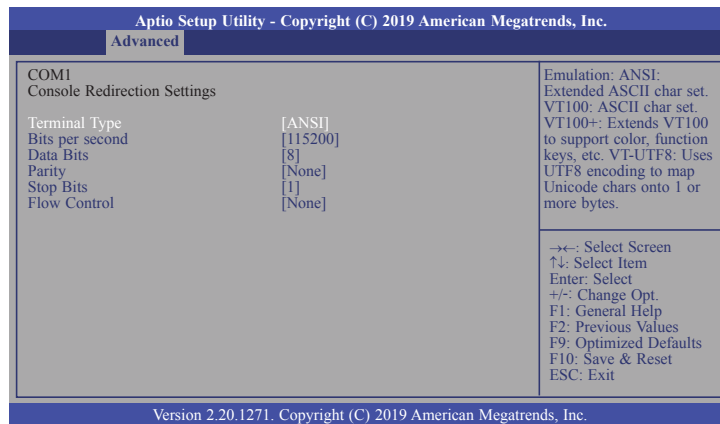 Aptio Setup Utility - Copyright (C) 2019 American Megatrends, Inc.
Advanced
COM1
Console Redirection Settings
Terminal Type [ANSI]
Bits per second [115200]
Data Bits [8]
Parity [None]
Stop Bits [1]
Flow Control [None]
Emulation: ANSI:
Extended ASCII char set.
VT100: ASCII char set.
VT100+: Extends VT100
to support color, function
keys, etc. VT-UTF8: Uses
UTF8 encoding to map
Unicode chars onto 1 or
more bytes.
→←: Select Screen
↑↓: Select Item
Enter: Select
+/-: Change Opt.
F1: General Help
F2: Previous Values
F9: Optimized Defaults
F10: Save & Reset
ESC: Exit
Version 2.20.1271. Copyright (C) 2019 American Megatrends, Inc.